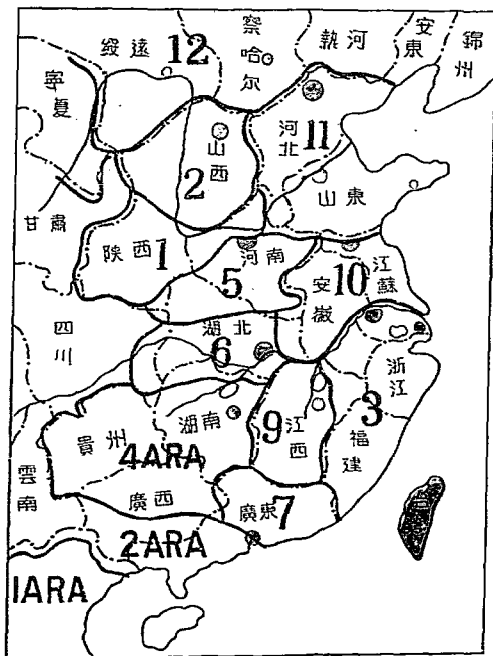 綏遠
12
察哈尔
熱河
安東
錦州
寧夏
河北
11
山西
2
山東
甘肅
陝西
1
河南
5
安徽
10
江蘇
四川
湖北
6
浙江
3
福建
江西
9
湖南
貴州
4ARA
雲南
廣西
廣東
7
2ARA
1ARA